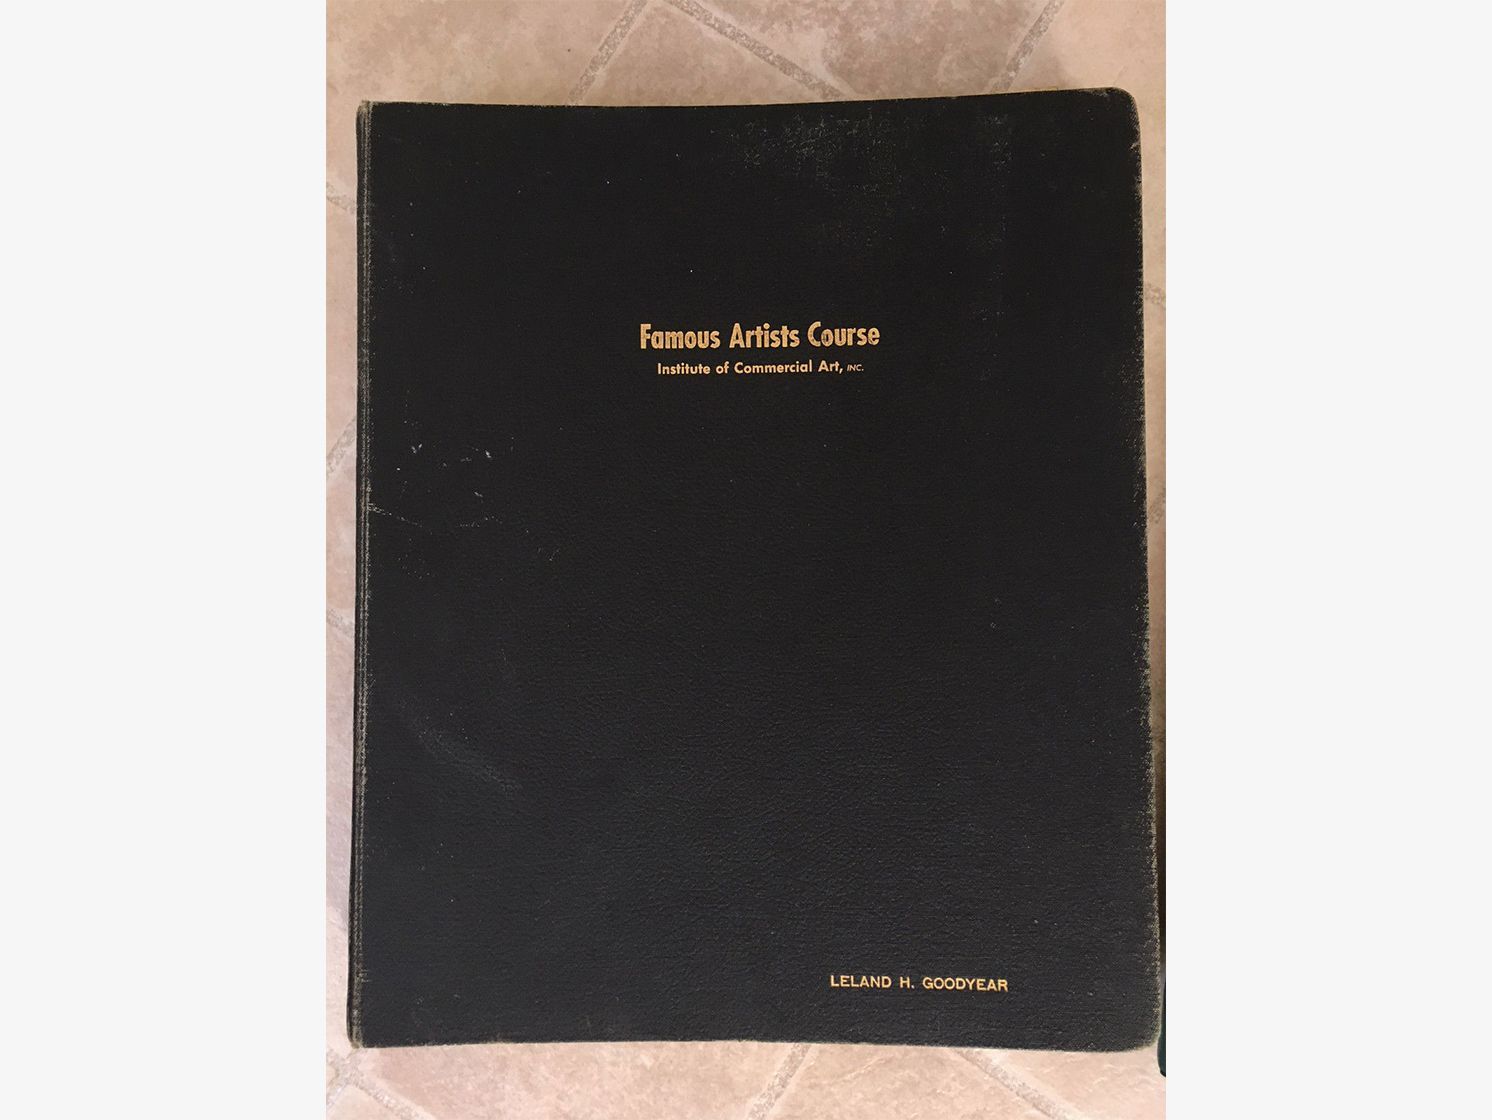 Famous Artists Course
Institute of Commercial Art, INC.
LELAND H. GOODYEAR